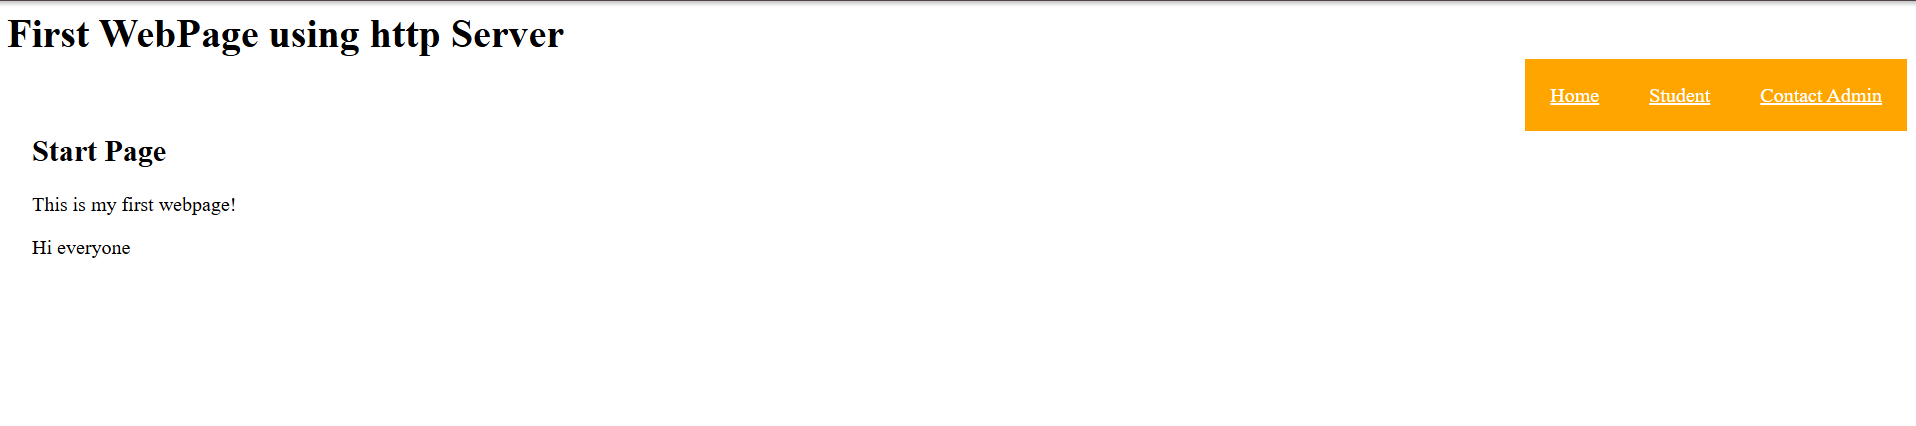 First WebPage using http Server
Home Student Contact Admin
Start Page
This is my first webpage!
Hi everyone